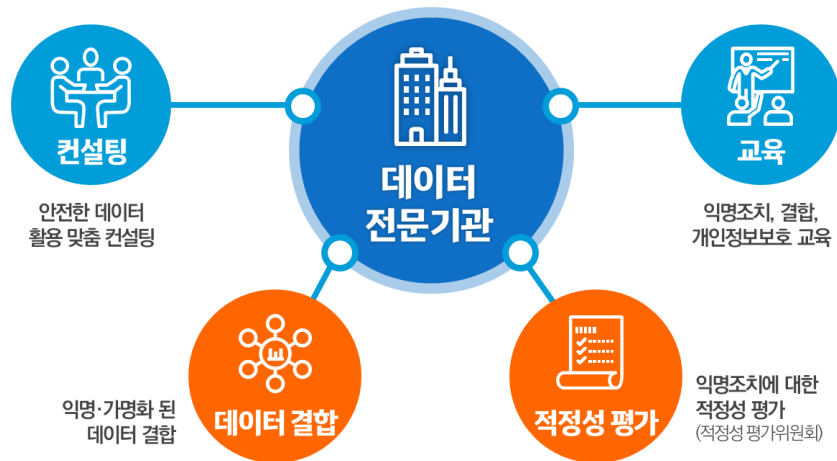 컨설팅
안전한 데이터
활용 맞춤 컨설팅
데이터
전문기관
교육
익명조치, 결합,
개인정보보호 교육
데이터 결합
익명·가명화 된
데이터 결합
적정성 평가
익명조치에 대한
적정성 평가
(적정성 평가위원회)